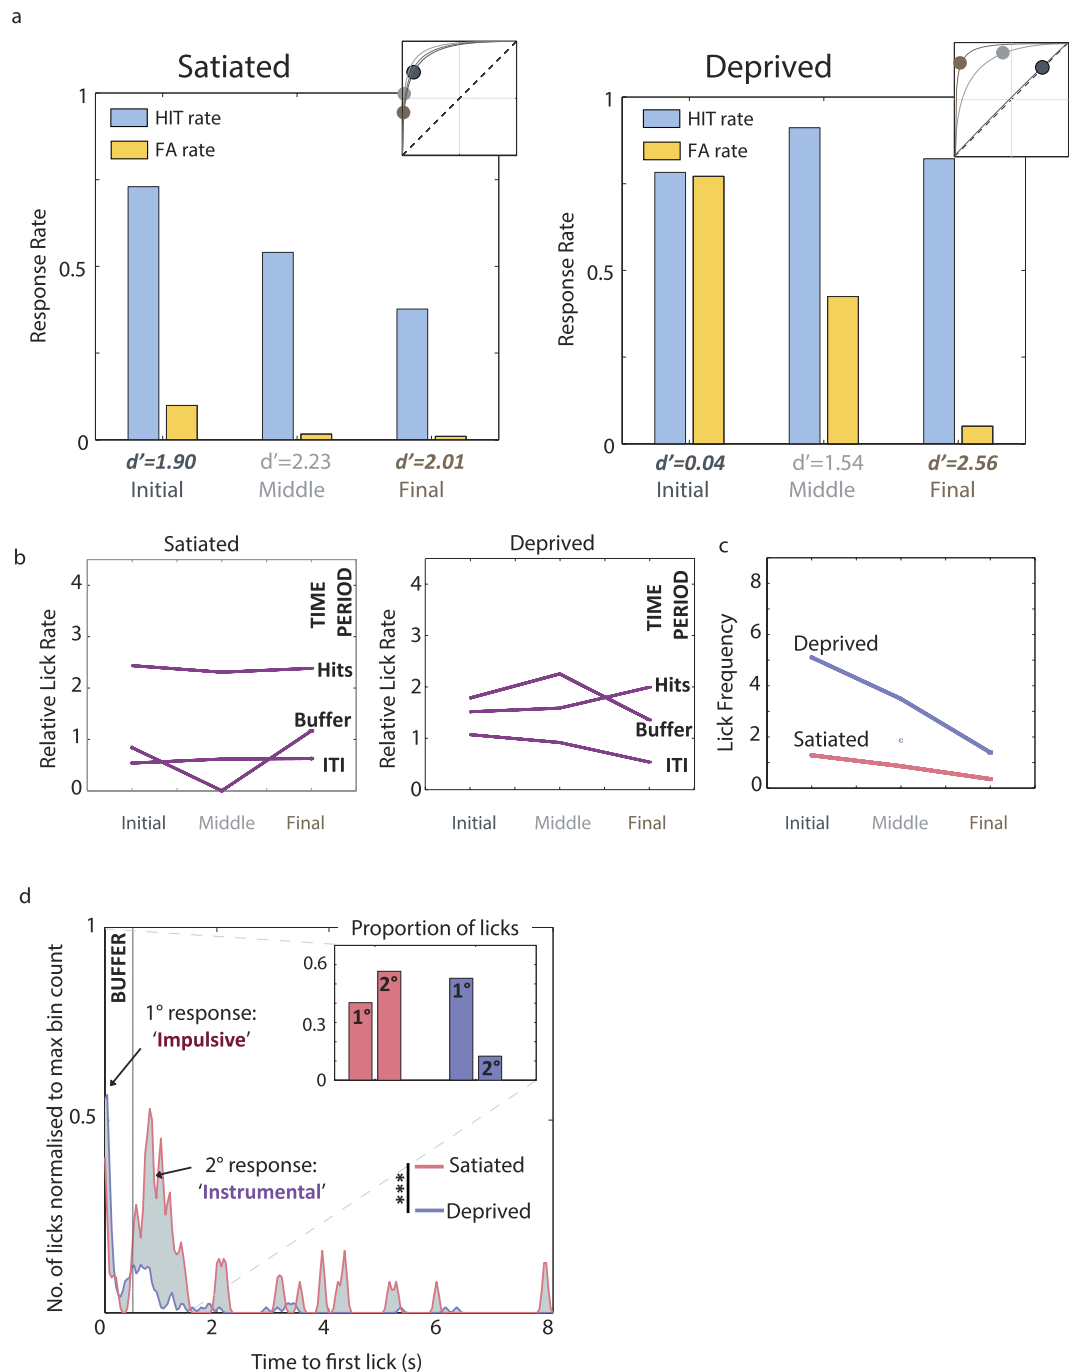 a
Satiated
1
HIT rate
FA rate
Response Rate
0.5
0
d’=1.90
d’=2.23
d’=2.01
Initial
Middle
Final
Deprived
1
HIT rate
FA rate
Response Rate
0.5
0
d’=0.04
d’=1.54
d’=2.56
Initial
Middle
Final
b
Satiated
Relative Lick Rate
4
3
2
1
0
TIME
PERIOD
Hits
Buffer
ITI
Initial
Middle
Final
Deprived
Relative Lick Rate
4
3
2
1
0
TIME
PERIOD
Hits
Buffer
ITI
Initial
Middle
Final
c
Lick Frequency
8
6
4
2
0
Deprived
Satiated
Initial
Middle
Final
d
No. of licks normalised to max bin count
1
0.5
BUFFER
1° response:
‘Impulsive’
2° response:
‘Instrumental’
Proportion of licks
0.6
0.3
0
1°
2°
1°
2°
***
Satiated
Deprived
0
2
4
6
8
Time to first lick (s)